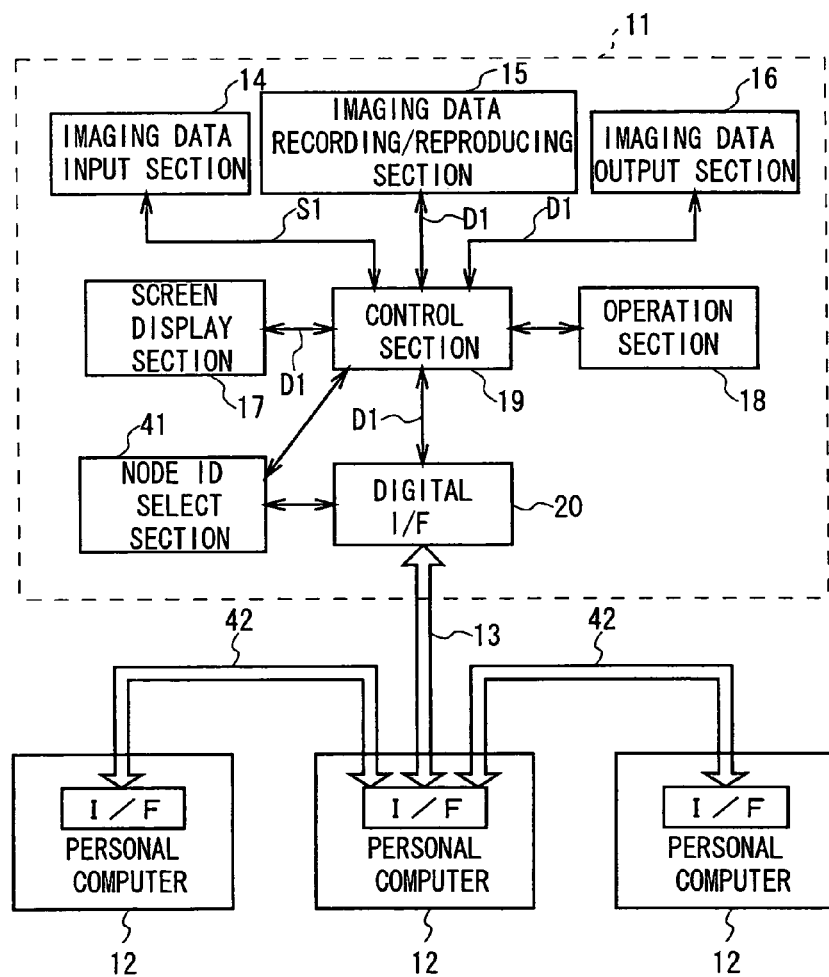 11
14
15
16
IMAGING DATA
INPUT SECTION
IMAGING DATA
RECORDING/REPRODUCING
SECTION
IMAGING DATA
OUTPUT SECTION
S1
D1
D1
SCREEN
DISPLAY
SECTION
CONTROL
SECTION
OPERATION
SECTION
D1
17
19
18
41
D1
NODE ID
SELECT
SECTION
DIGITAL
I/F
20
42
13
42
I/F
PERSONAL
COMPUTER
I/F
PERSONAL
COMPUTER
I/F
PERSONAL
COMPUTER
12
12
12